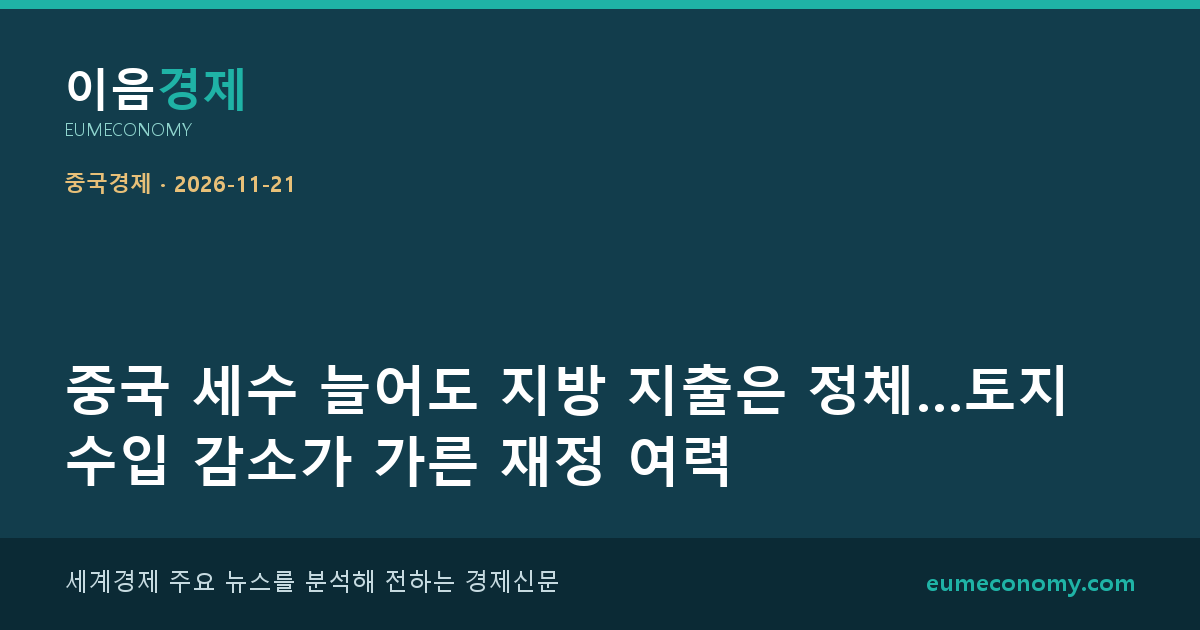 이음경제
EUMECONOMY
중국경제 · 2026-11-21
중국 세수 늘어도 지방 지출은 정체…토지
수입 감소가 가른 재정 여력
세계경제 주요 뉴스를 분석해 전하는 경제신문
eumeconomy.com